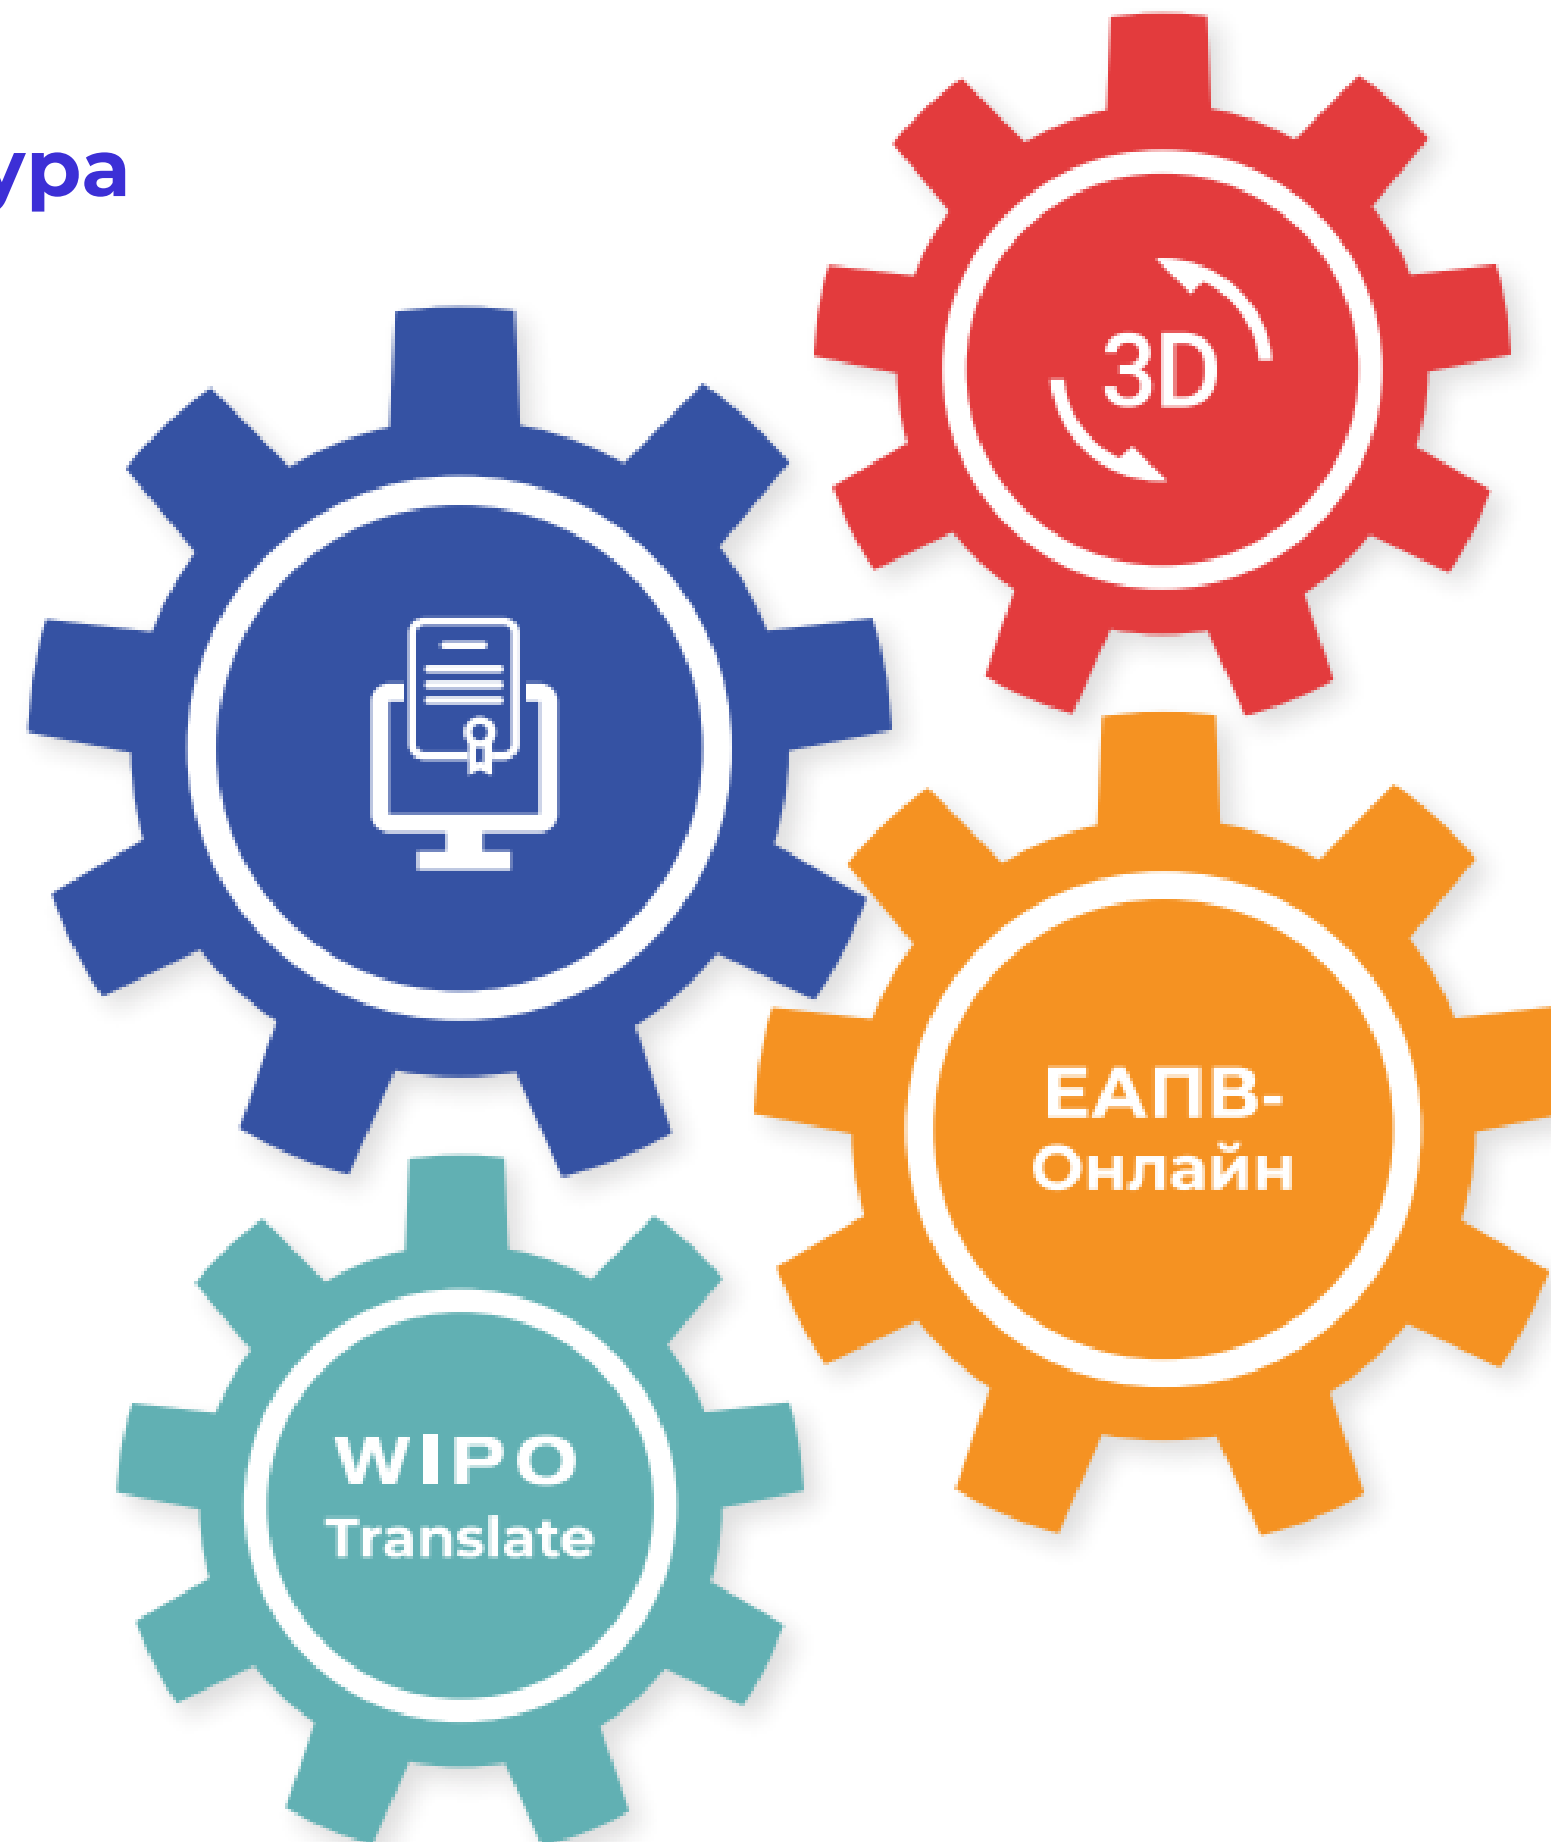 ура
3D
ЕАПВ-
Онлайн
WIPO
Translate